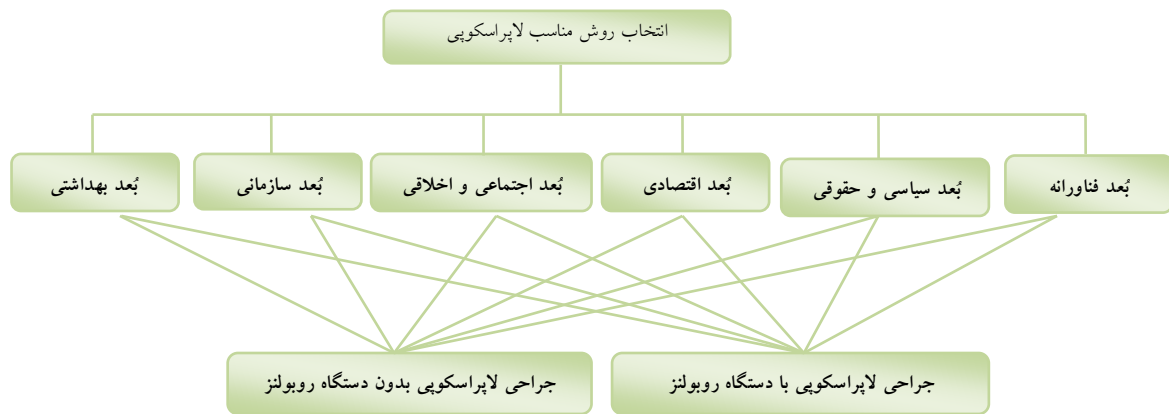 انتخاب روش مناسب لاپراسکوپی
بُعد فناورانه
بُعد سیاسی و حقوقی
بُعد اقتصادی
بُعد اجتماعی و اخلاقی
بُعد سازمانی
بُعد بهداشتی
جراحی لاپراسکوپی با دستگاه روبولنز
جراحی لاپراسکوپی بدون دستگاه روبولنز